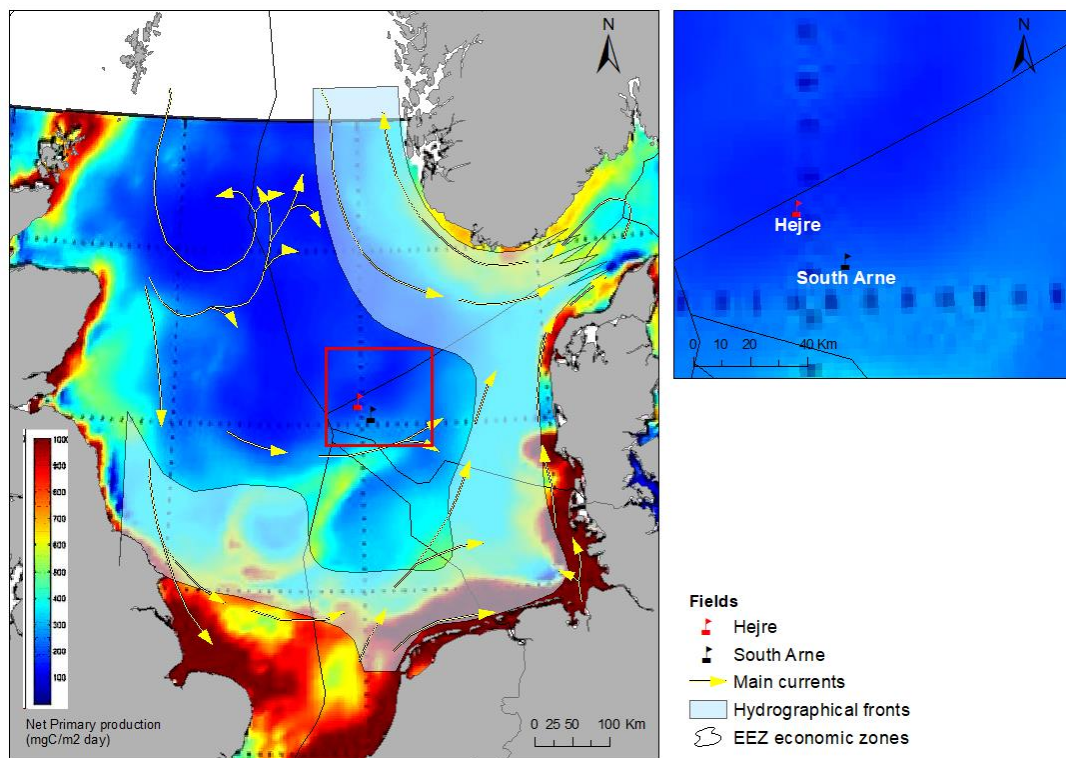 N
1000
900
800
700
600
500
400
300
200
100
Net Primary production
(mgC/m2 day)
0 25 50 100 Km
N
Hejre
South Arne
0 10 20 40 Km
Fields
Hejre
South Arne
Main currents
Hydrographical fronts
EEZ economic zones